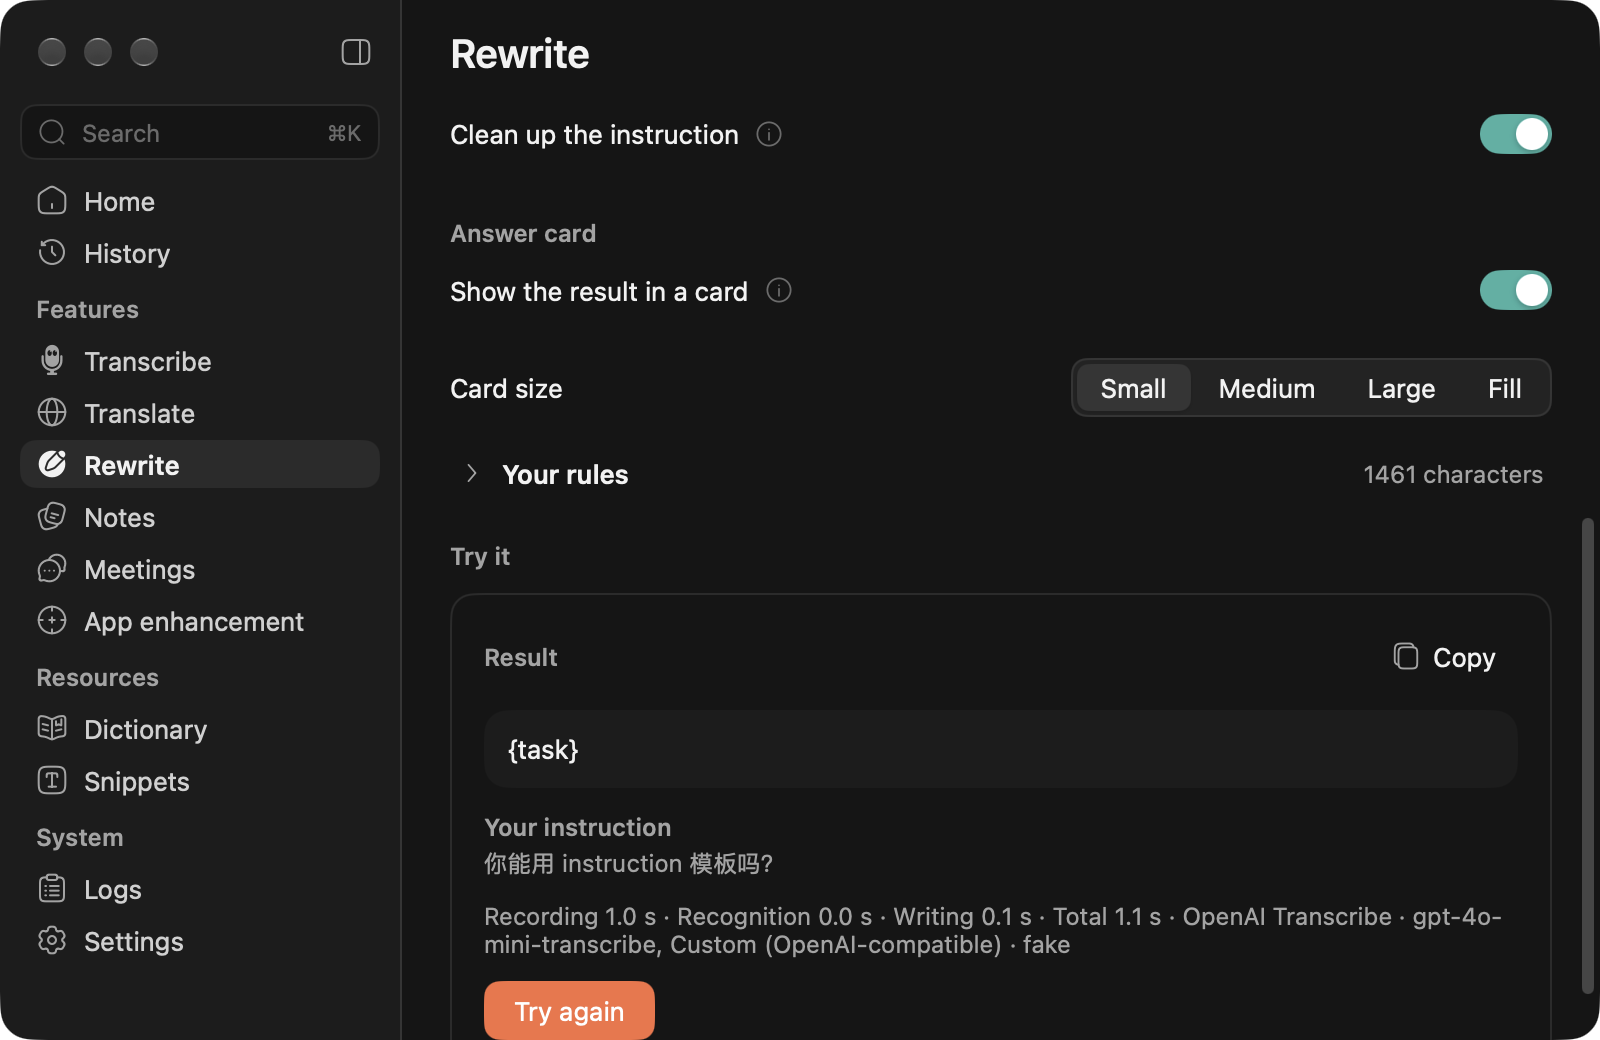 Search ⌘K
Home
History
Features
Transcribe
Translate
Rewrite
Notes
Meetings
App enhancement
Resources
Dictionary
Snippets
System
Logs
Settings
Rewrite
Clean up the instruction
Answer card
Show the result in a card
Card size Small Medium Large Fill
Your rules 1461 characters
Try it
Result Copy
{task}
Your instruction
你能用 instruction 模板吗?
Recording 1.0 s · Recognition 0.0 s · Writing 0.1 s · Total 1.1 s · OpenAI Transcribe · gpt-4o-
mini-transcribe, Custom (OpenAI-compatible) · fake
Try again